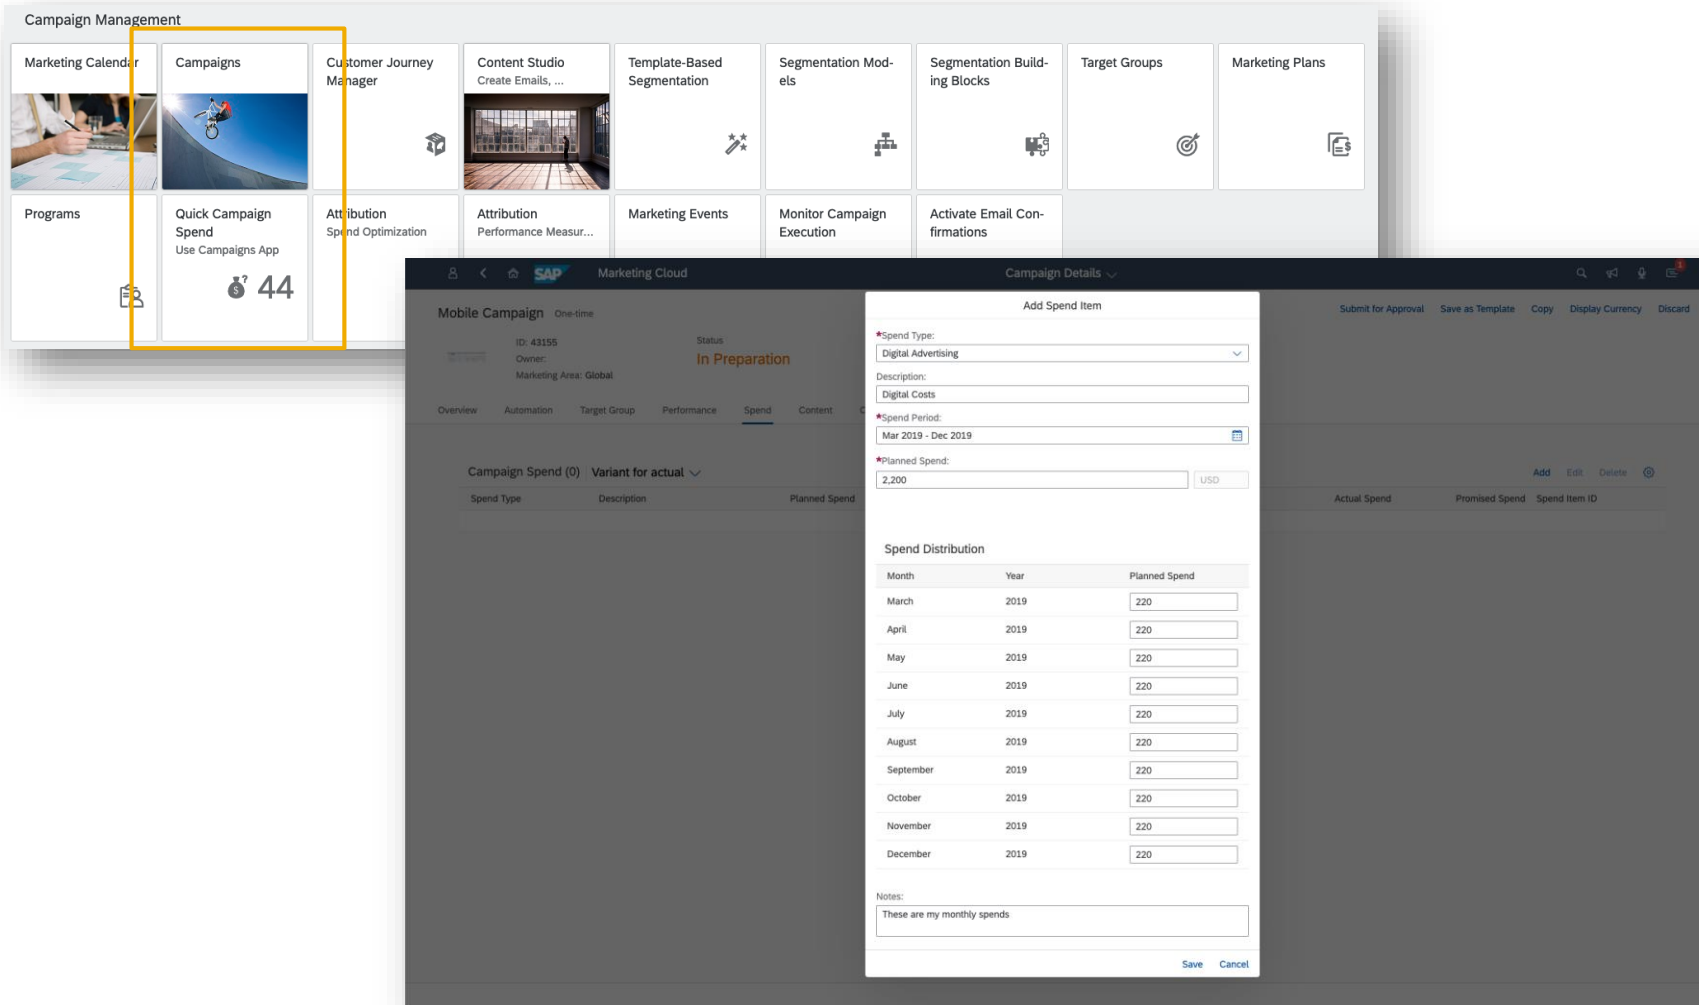 Campaign Management
Marketing Calendar
Campaigns
Customer Journey
Manager
Content Studio
Create Emails, ...
Template-Based
Segmentation
Segmentation Mod-
els
Segmentation Build-
ing Blocks
Target Groups
Marketing Plans
Programs
Quick Campaign
Spend
Use Campaigns App
44
Attribution
Spend Optimization
Attribution
Performance Measur...
Marketing Events
Monitor Campaign
Execution
Activate Email Con-
firmations
SAP Marketing Cloud
Campaign Details
1
Mobile Campaign One-time
Submit for Approval Save as Template Copy Display Currency Discard
ID: 43155
Owner:
Marketing Area: Global
Status
In Preparation
Overview Automation Target Group Performance Spend Content
Campaign Spend (0) Variant for actual
Add Edit Delete
Spend Type Description Planned Spend Actual Spend Promised Spend Spend Item ID
Add Spend Item
*Spend Type:
Digital Advertising
Description:
Digital Costs
*Spend Period:
Mar 2019 - Dec 2019
*Planned Spend:
2,200 USD
Spend Distribution
Month Year Planned Spend
March 2019 220
April 2019 220
May 2019 220
June 2019 220
July 2019 220
August 2019 220
September 2019 220
October 2019 220
November 2019 220
December 2019 220
Notes:
These are my monthly spends
Save Cancel